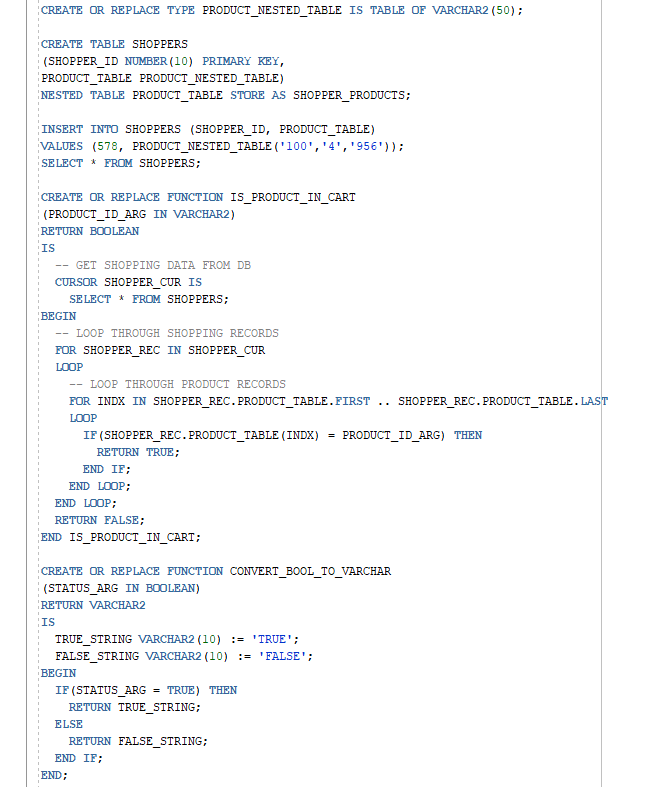 CREATE OR REPLACE TYPE PRODUCT_NESTED_TABLE IS TABLE OF VARCHAR2(50);

CREATE TABLE SHOPPERS
(SHOPPER_ID NUMBER(10) PRIMARY KEY,
PRODUCT_TABLE PRODUCT_NESTED_TABLE)
NESTED TABLE PRODUCT_TABLE STORE AS SHOPPER_PRODUCTS;

INSERT INTO SHOPPERS (SHOPPER_ID, PRODUCT_TABLE)
VALUES (578, PRODUCT_NESTED_TABLE('100','4','956'));
SELECT * FROM SHOPPERS;

CREATE OR REPLACE FUNCTION IS_PRODUCT_IN_CART
(PRODUCT_ID_ARG IN VARCHAR2)
RETURN BOOLEAN
IS
  -- GET SHOPPING DATA FROM DB
  CURSOR SHOPPER_CUR IS
    SELECT * FROM SHOPPERS;
BEGIN
  -- LOOP THROUGH SHOPPING RECORDS
  FOR SHOPPER_REC IN SHOPPER_CUR
  LOOP
    -- LOOP THROUGH PRODUCT RECORDS
    FOR INDX IN SHOPPER_REC.PRODUCT_TABLE.FIRST .. SHOPPER_REC.PRODUCT_TABLE.LAST
    LOOP
      IF(SHOPPER_REC.PRODUCT_TABLE(INDX) = PRODUCT_ID_ARG) THEN
        RETURN TRUE;
      END IF;
    END LOOP;
  END LOOP;
  RETURN FALSE;
END IS_PRODUCT_IN_CART;

CREATE OR REPLACE FUNCTION CONVERT_BOOL_TO_VARCHAR
(STATUS_ARG IN BOOLEAN)
RETURN VARCHAR2
IS
  TRUE_STRING VARCHAR2(10) := 'TRUE';
  FALSE_STRING VARCHAR2(10) := 'FALSE';
BEGIN
  IF(STATUS_ARG = TRUE) THEN
    RETURN TRUE_STRING;
  ELSE
    RETURN FALSE_STRING;
  END IF;
END;